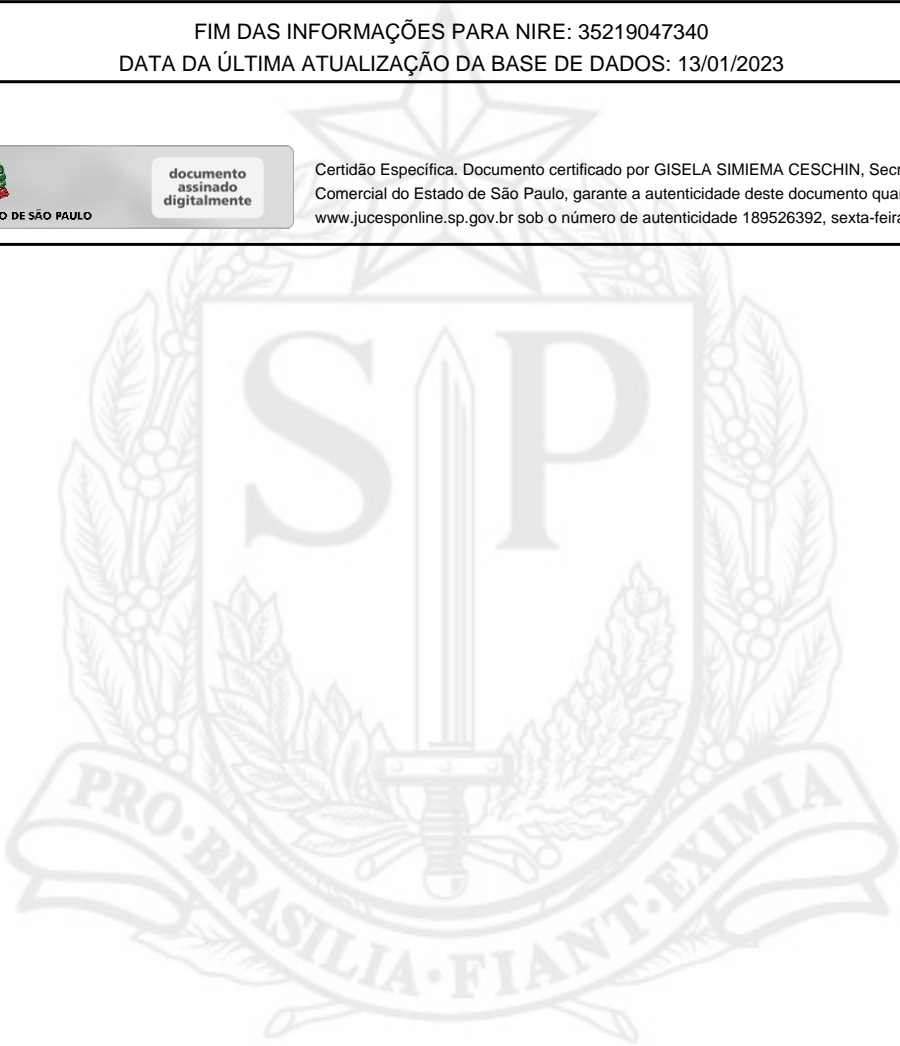 FIM DAS INFORMAÇÕES PARA NIRE: 35219047340
DATA DA ÚLTIMA ATUALIZAÇÃO DA BASE DE DADOS: 13/01/2023
documento
assinado
digitalmente
DE SÃO PAULO
Certidão Específica. Documento certificado por GISELA SIMIEMA CESCHIN,
Comercial do Estado de São Paulo, garante a autenticidade deste documento
www.jucesponline.sp.gov.br sob o número de autenticidade 189526392,
S P
PRO·BRASILIA·FIANT·EXIMIA